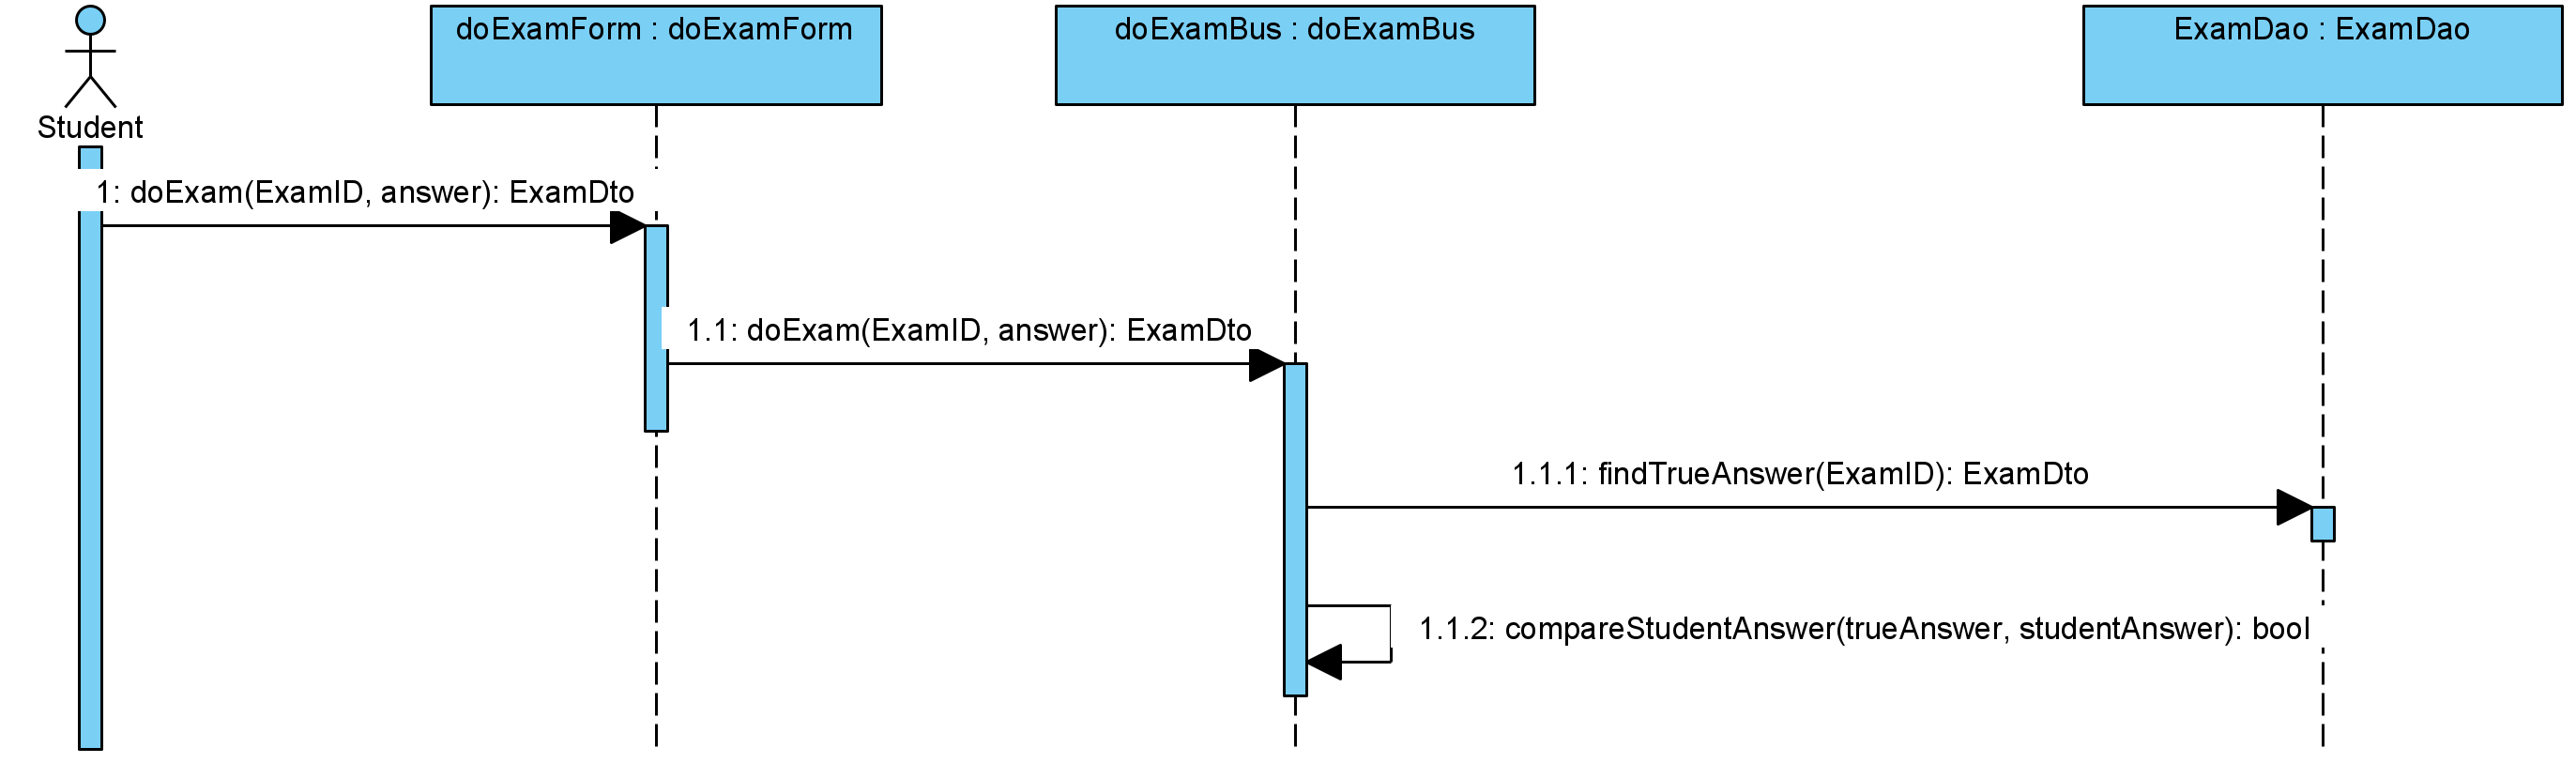 doExamForm : doExamForm
doExamBus : doExamBus
ExamDao : ExamDao
Student
1: doExam(ExamID, answer): ExamDto
1.1: doExam(ExamID, answer): ExamDto
1.1.1: findTrueAnswer(ExamID): ExamDto
1.1.2: compareStudentAnswer(trueAnswer, studentAnswer): bool